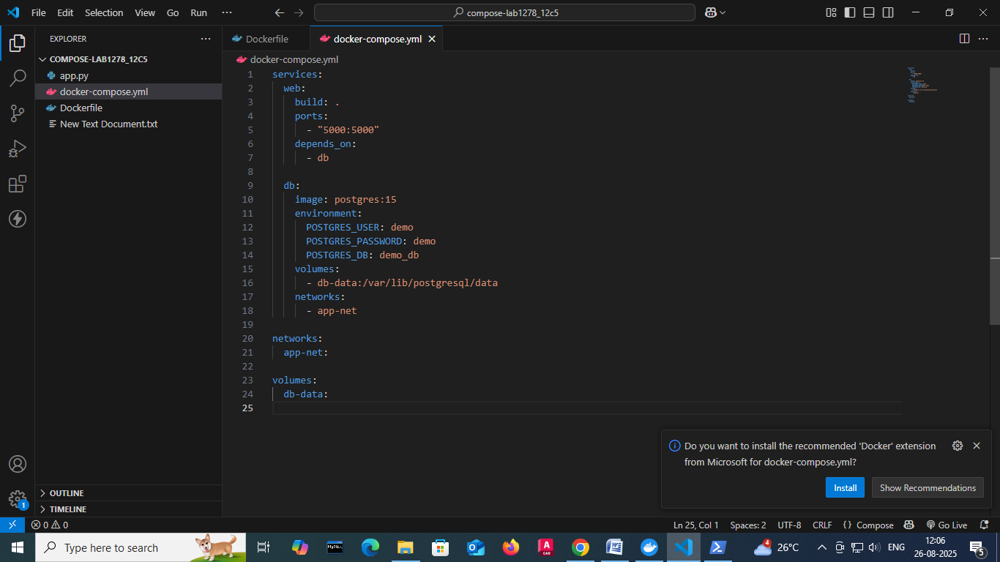 File Edit Selection View Go Run ···
compose-lab1278_12c5
EXPLORER
COMPOSE-LAB1278_12C5
app.py
docker-compose.yml
Dockerfile
New Text Document.txt
OUTLINE
TIMELINE
Dockerfile docker-compose.yml
docker-compose.yml
1 services:
2   web:
3     build: .
4     ports:
5       - "5000:5000"
6     depends_on:
7       - db
8
9   db:
10     image: postgres:15
11     environment:
12       POSTGRES_USER: demo
13       POSTGRES_PASSWORD: demo
14       POSTGRES_DB: demo_db
15     volumes:
16       - db-data:/var/lib/postgresql/data
17     networks:
18       - app-net
19
20 networks:
21   app-net:
22
23 volumes:
24   db-data:
25
Do you want to install the recommended 'Docker' extension
from Microsoft for docker-compose.yml?
Install Show Recommendations
1
0 0 Ln 25, Col 1 Spaces: 2 UTF-8 CRLF {} Compose Go Live
Type here to search MySQL A CAD 4 26°C ENG 12:06
26-08-2025 5